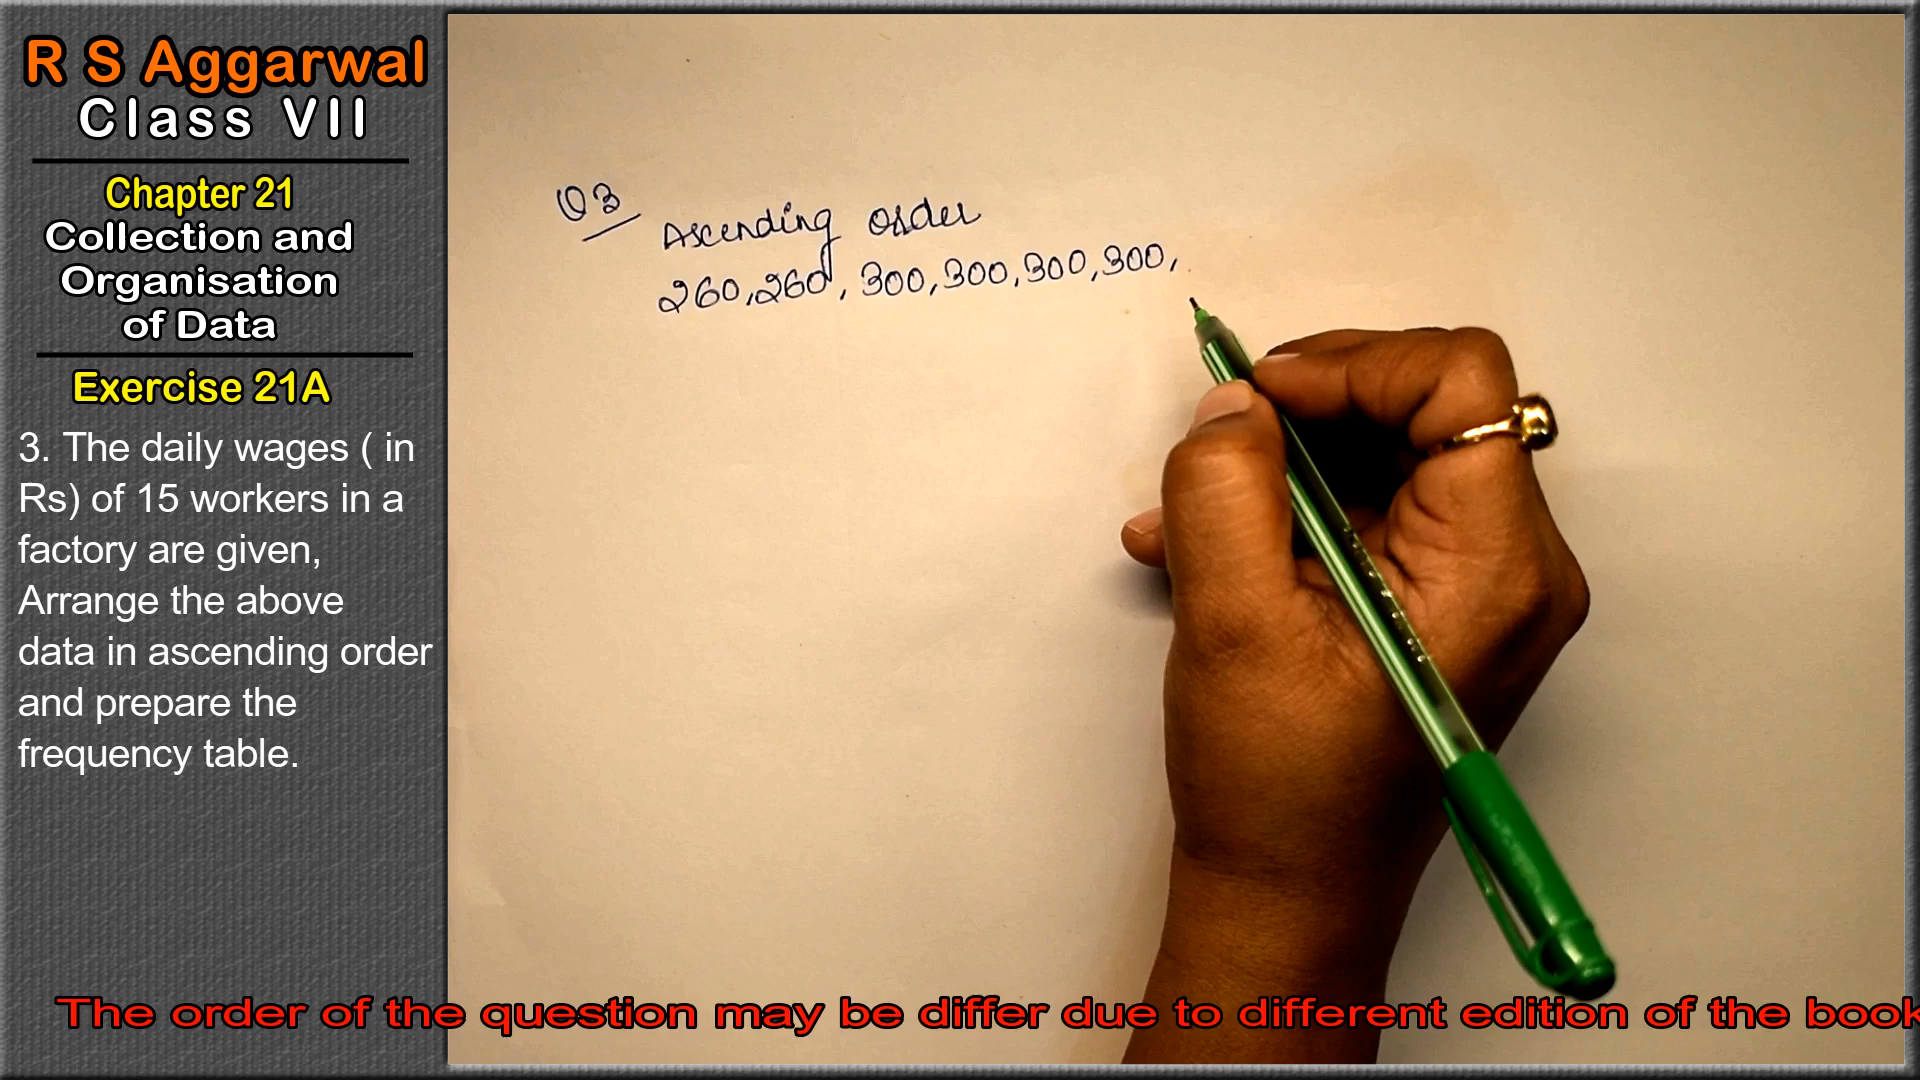 R S Aggarwal
Class VII
Chapter 21
Collection and
Organisation
of Data
Exercise 21A
3. The daily wages ( in
Rs) of 15 workers in a
factory are given,
Arrange the above
data in ascending order
and prepare the
frequency table.
Q3
Ascending order
260, 260, 300, 300, 300, 300,
The order of the question may be differ due to different edition of the book